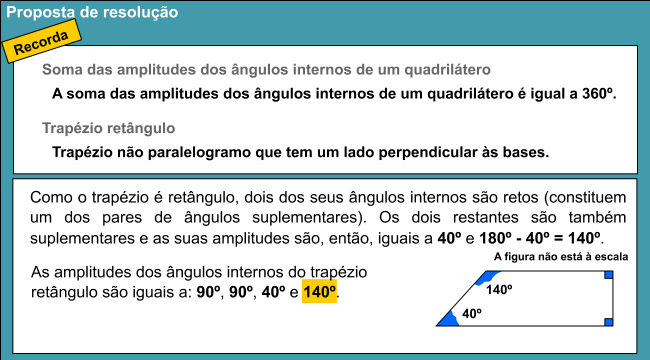 Proposta de resolução
Recorda
Soma das amplitudes dos ângulos internos de um quadrilátero
A soma das amplitudes dos ângulos internos de um quadrilátero é igual a 360º.
Trapézio retângulo
Trapézio não paralelogramo que tem um lado perpendicular às bases.
Como o trapézio é retângulo, dois dos seus ângulos internos são retos (constituem
um dos pares de ângulos suplementares). Os dois restantes são também
suplementares e as suas amplitudes são, então, iguais a 40º e 180º - 40º = 140º.
A figura não está à escala
As amplitudes dos ângulos internos do trapézio
retângulo são iguais a: 90º, 90º, 40º e 140º.
140º
40º